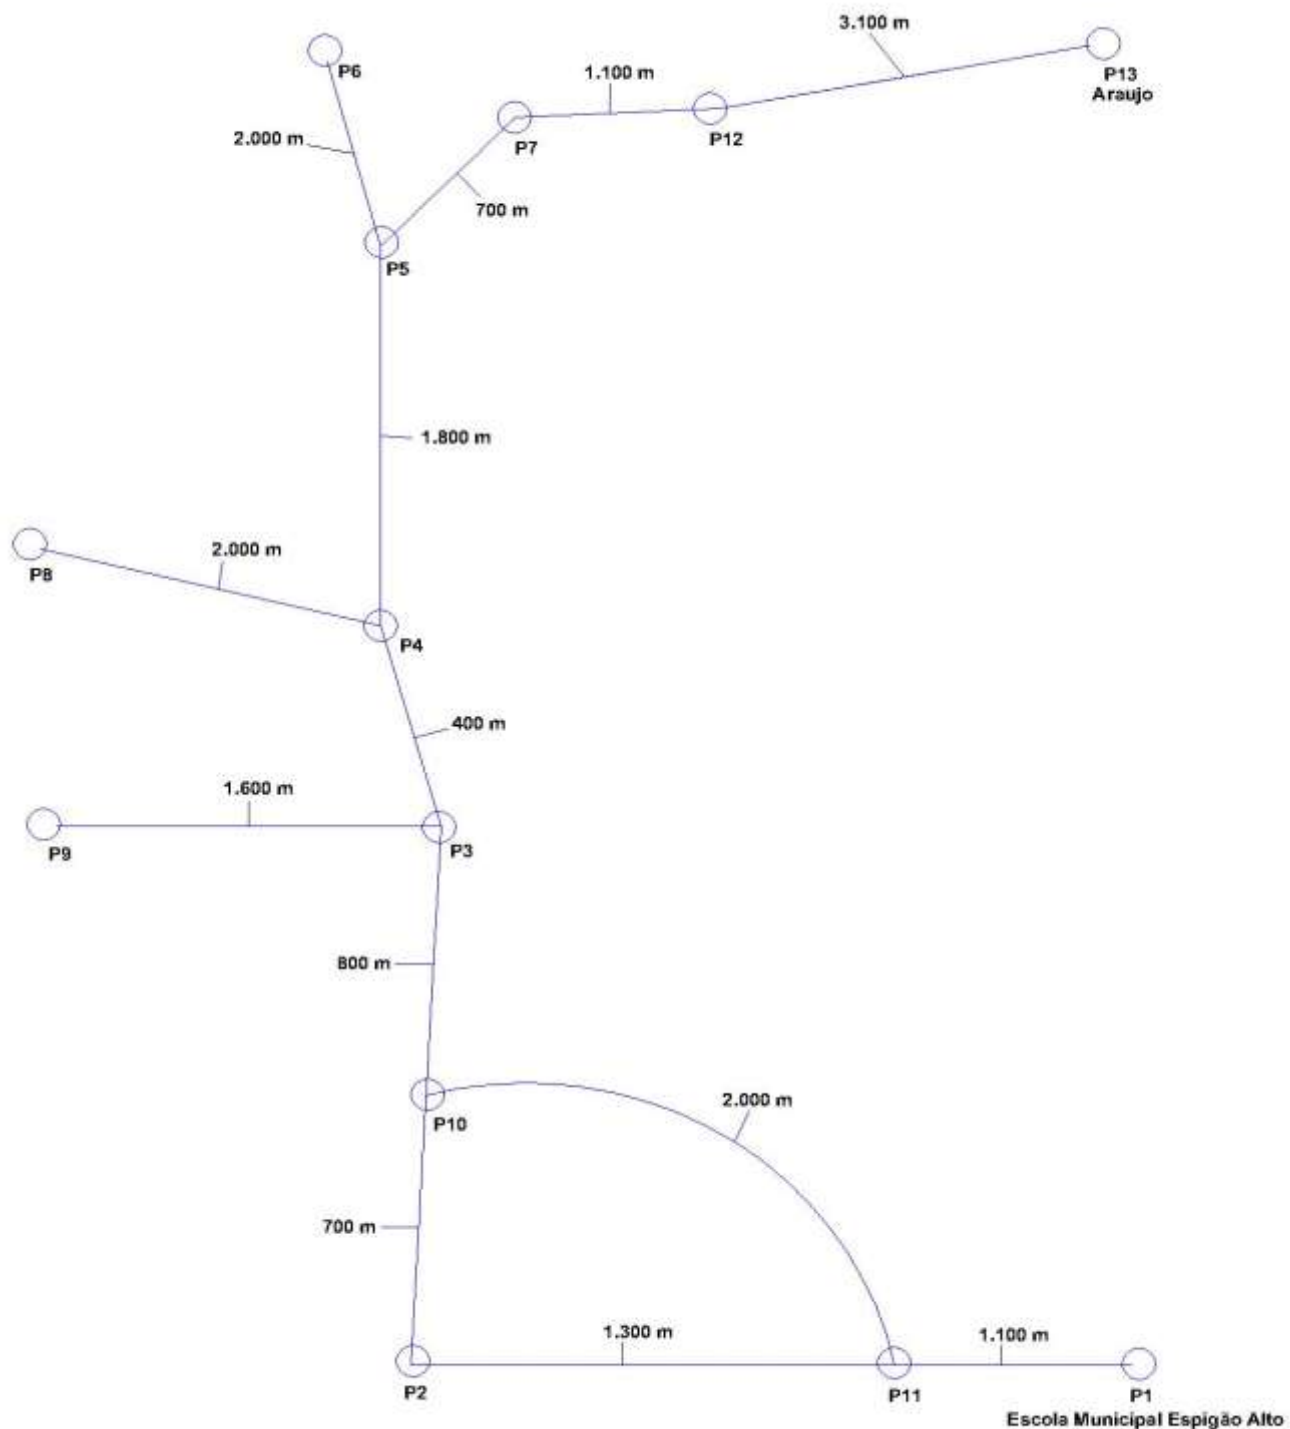 3.100 m
P6
1.100 m
P13
Araujo
2.000 m
P7
P12
700 m
P5
1.800 m
2.000 m
P8
P4
400 m
1.600 m
P9
P3
800 m
2.000 m
P10
700 m
1.300 m
1.100 m
P2
P11
P1
Escola Municipal Espigão Alto